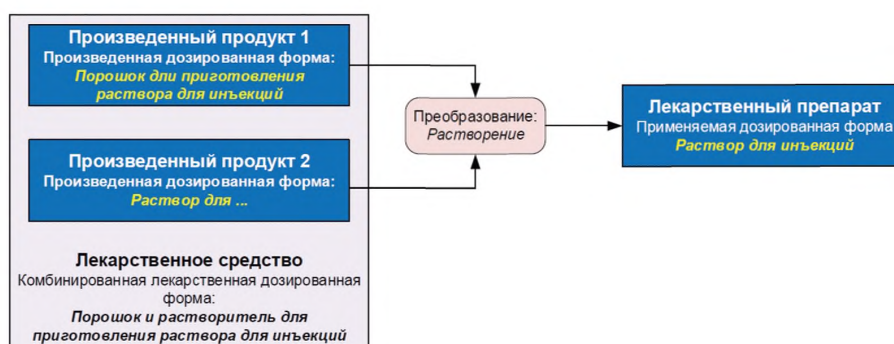 Произведенный продукт 1
Произведенная дозированная форма:
Порошок дли приготовления
раствора для инъекций
Произведенный продукт 2
Произведенная дозированная форма:
Раствор для ...
Лекарственное средство
Комбинированная лекарственная дозированная
форма:
Порошок и растворитель для
приготовления раствора для инъекций
Преобразование:
Растворение
Лекарственный препарат
Применяемая дозированная форма
Раствор для инъекций